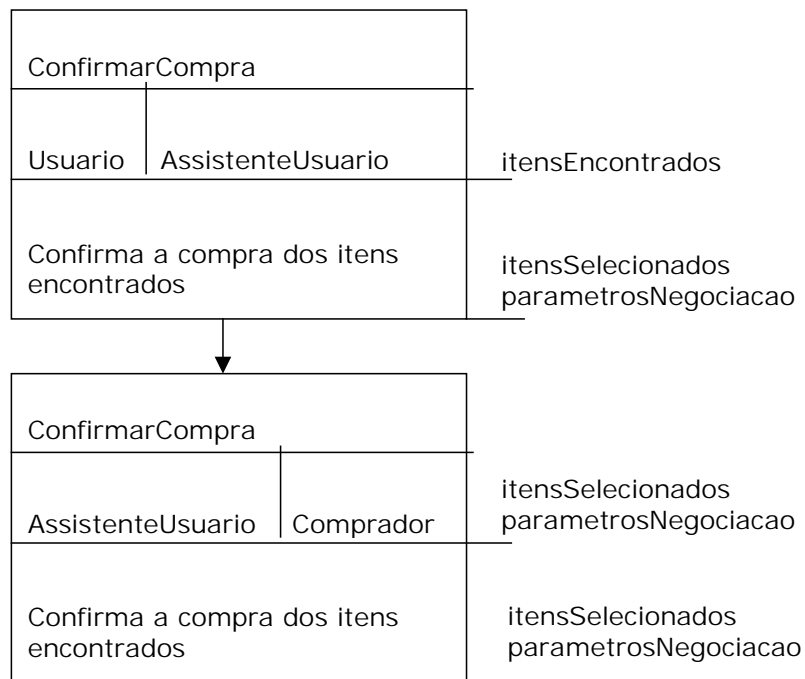 ConfirmarCompra
Usuario AssistenteUsuario
itensEncontrados
Confirma a compra dos itens
encontrados
itensSelecionados
parametrosNegociacao
ConfirmarCompra
AssistenteUsuario Comprador
itensSelecionados
parametrosNegociacao
Confirma a compra dos itens
encontrados
itensSelecionados
parametrosNegociacao